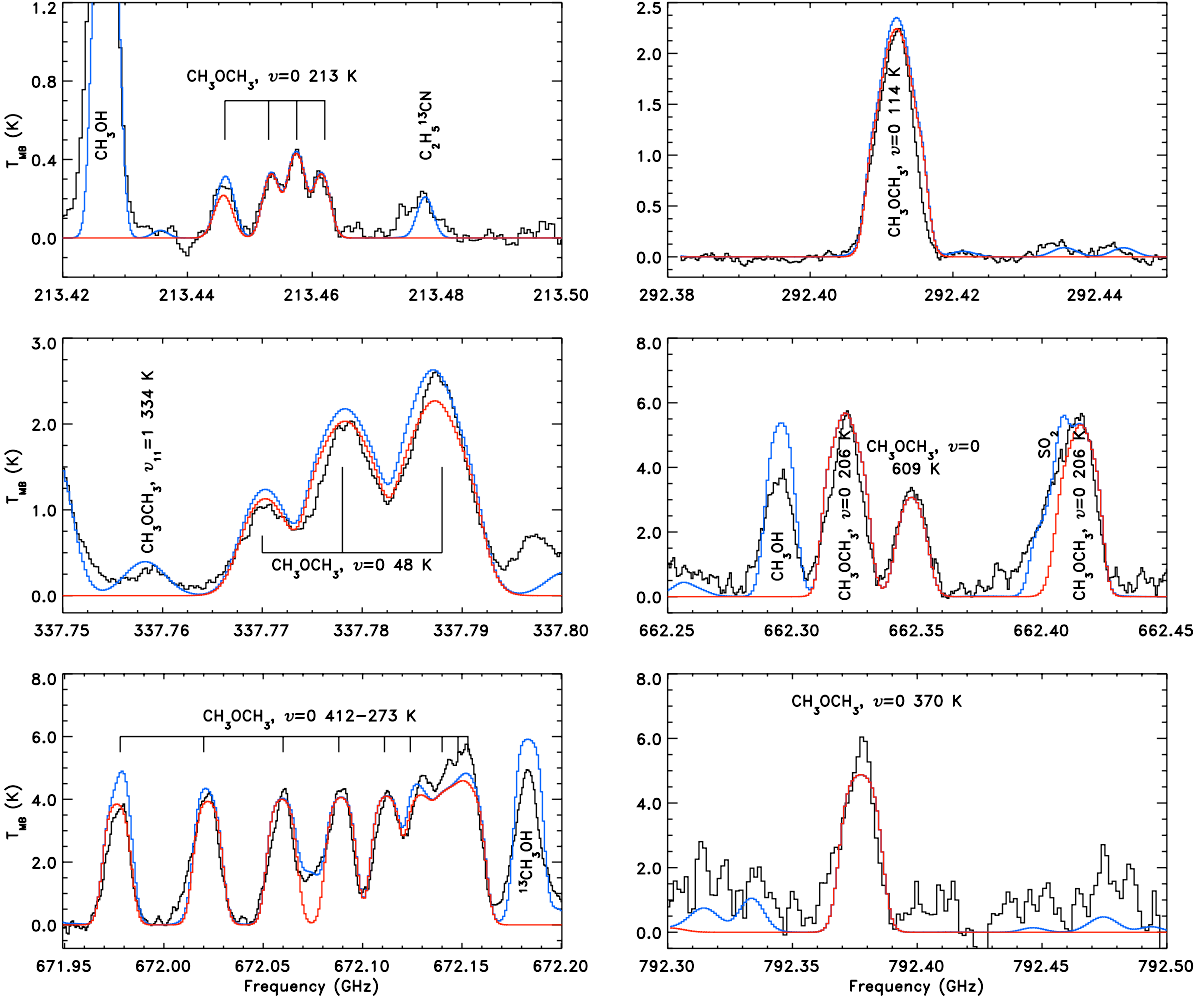 1.2
0.8
0.4
0.0
T_MB (K)
CH₃OH
CH₃OCH₃, υ=0 213 K
C₂H₅¹³CN
213.42 213.44 213.46 213.48 213.50
2.5
2.0
1.5
1.0
0.5
0.0
CH₃OCH₃, υ=0 114 K
292.38 292.40 292.42 292.44
3.0
2.0
1.0
0.0
T_MB (K)
CH₃OCH₃, υ₁₁=1 334 K
CH₃OCH₃, υ=0 48 K
337.75 337.76 337.77 337.78 337.79 337.80
8.0
6.0
4.0
2.0
0.0
CH₃OH
CH₃OCH₃, υ=0 206 K
CH₃OCH₃, υ=0
609 K
SO₂
CH₃OCH₃, υ=0 206 K
662.25 662.30 662.35 662.40 662.45
8.0
6.0
4.0
2.0
0.0
T_MB (K)
CH₃OCH₃, υ=0 412−273 K
¹³CH₃OH
671.95 672.00 672.05 672.10 672.15 672.20
Frequency (GHz)
8.0
6.0
4.0
2.0
0.0
CH₃OCH₃, υ=0 370 K
792.30 792.35 792.40 792.45 792.50
Frequency (GHz)